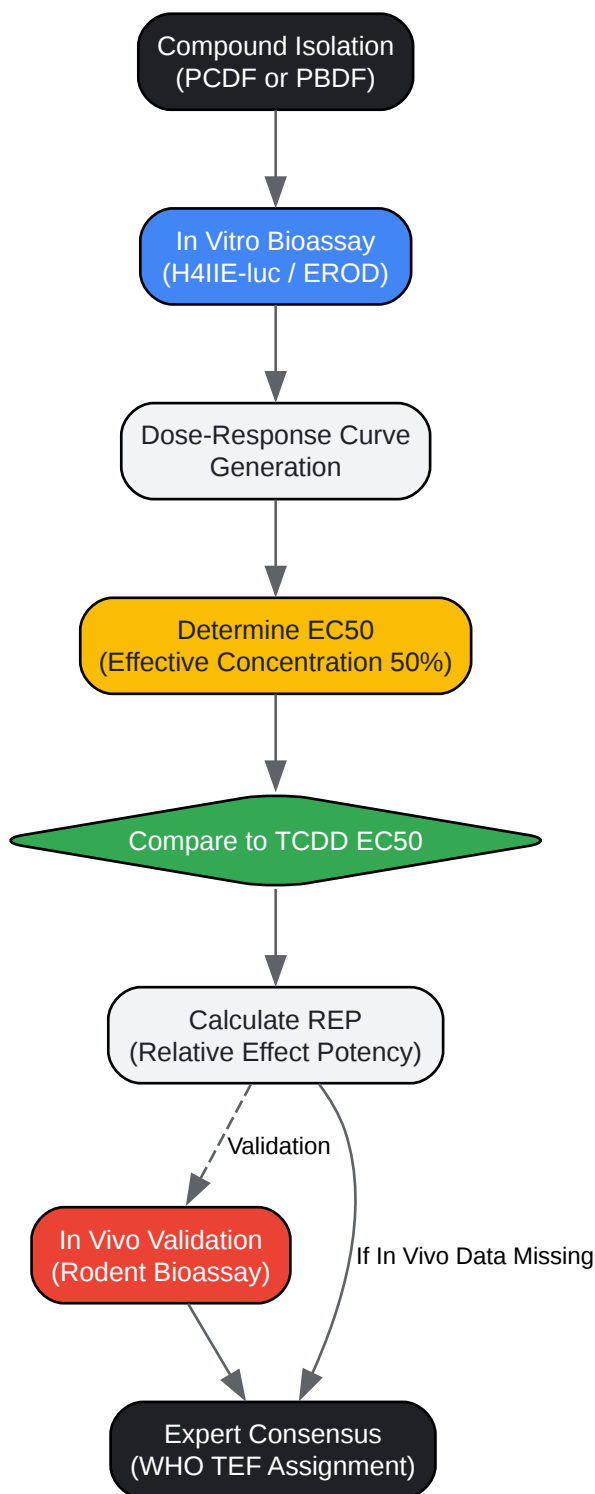 Compound Isolation
(PCDF or PBDF)
In Vitro Bioassay
(H4IIE-luc / EROD)
Dose-Response Curve
Generation
Determine EC50
(Effective Concentration 50%)
Compare to TCDD EC50
Calculate REP
(Relative Effect Potency)
Validation
In Vivo Validation
(Rodent Bioassay)
If In Vivo Data Missing
Expert Consensus
(WHO TEF Assignment)